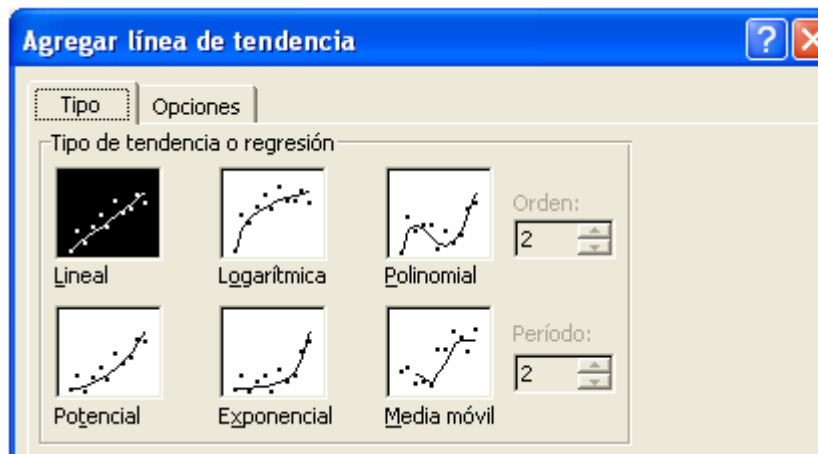 Agregar línea de tendencia
Tipo
Opciones
Tipo de tendencia o regresión
Lineal
Logarítmica
Polinomial
Orden:
2
Potencial
Exponencial
Media móvil
Período:
2